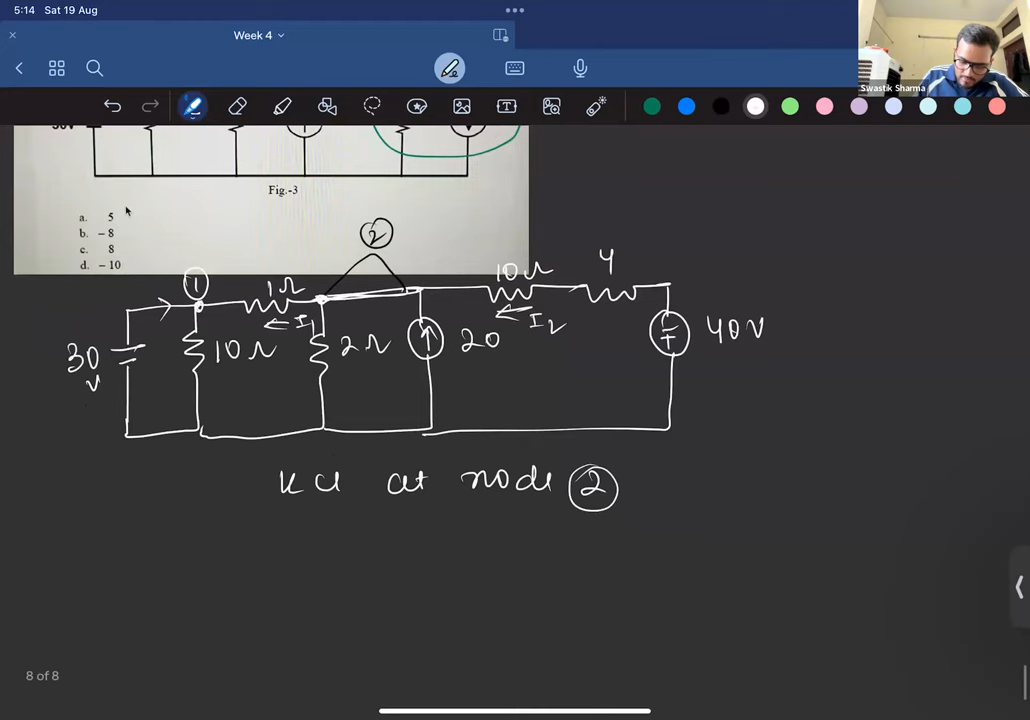 5:14 Sat 19 Aug
Week 4
Swastik Sharma
Fig.-3
a. 5
b. – 8
c. 8
d. – 10
2
1
1Ω
10Ω
4
I1
I2
30
V
10Ω
2Ω
20
40V
KCL at node 2
8 of 8